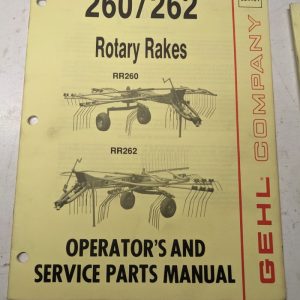 260/262
Rotary Rakes
RR260
RR262
OPERATOR'S AND
SERVICE PARTS MANUAL
GEHL COMPANY